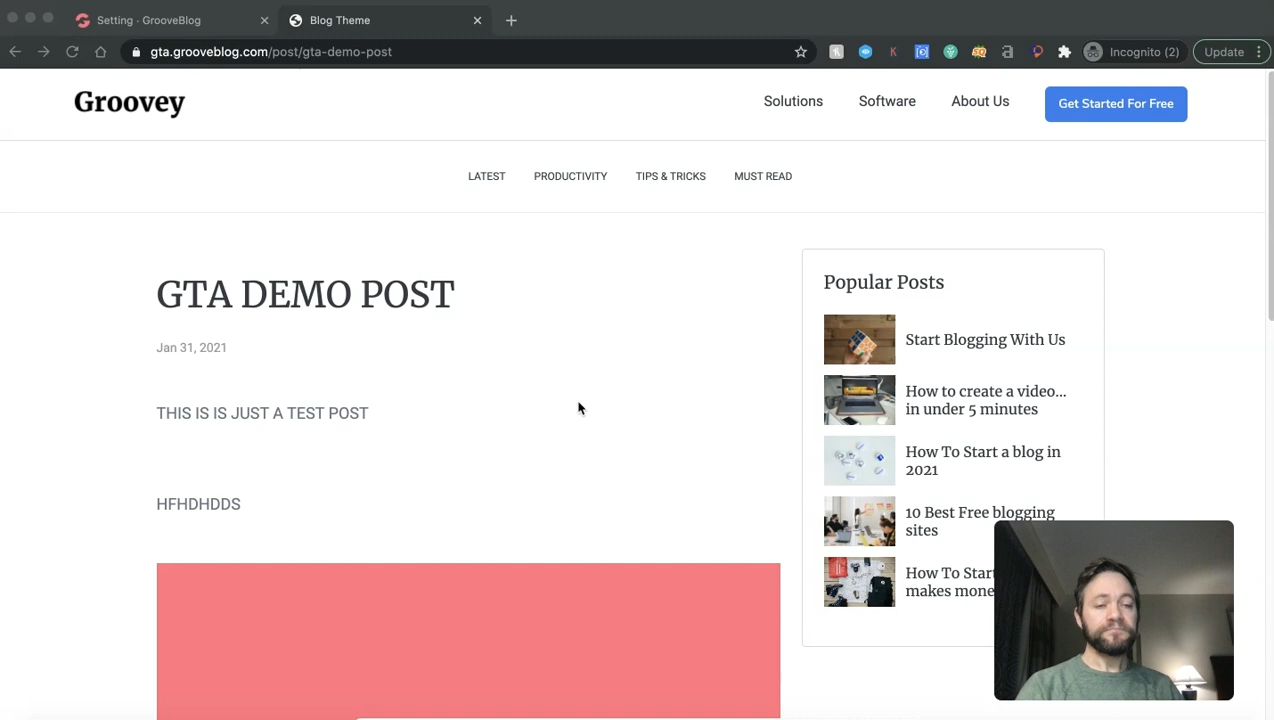 Setting · GrooveBlog
Blog Theme
gta.grooveblog.com/post/gta-demo-post
Incognito (2)
Update
Groovey
Solutions
Software
About Us
Get Started For Free
LATEST
PRODUCTIVITY
TIPS & TRICKS
MUST READ
GTA DEMO POST
Jan 31, 2021
THIS IS IS JUST A TEST POST
HFHDHDDS
Popular Posts
Start Blogging With Us
How to create a video...
in under 5 minutes
How To Start a blog in
2021
10 Best Free blogging
sites
How To Start
makes mone